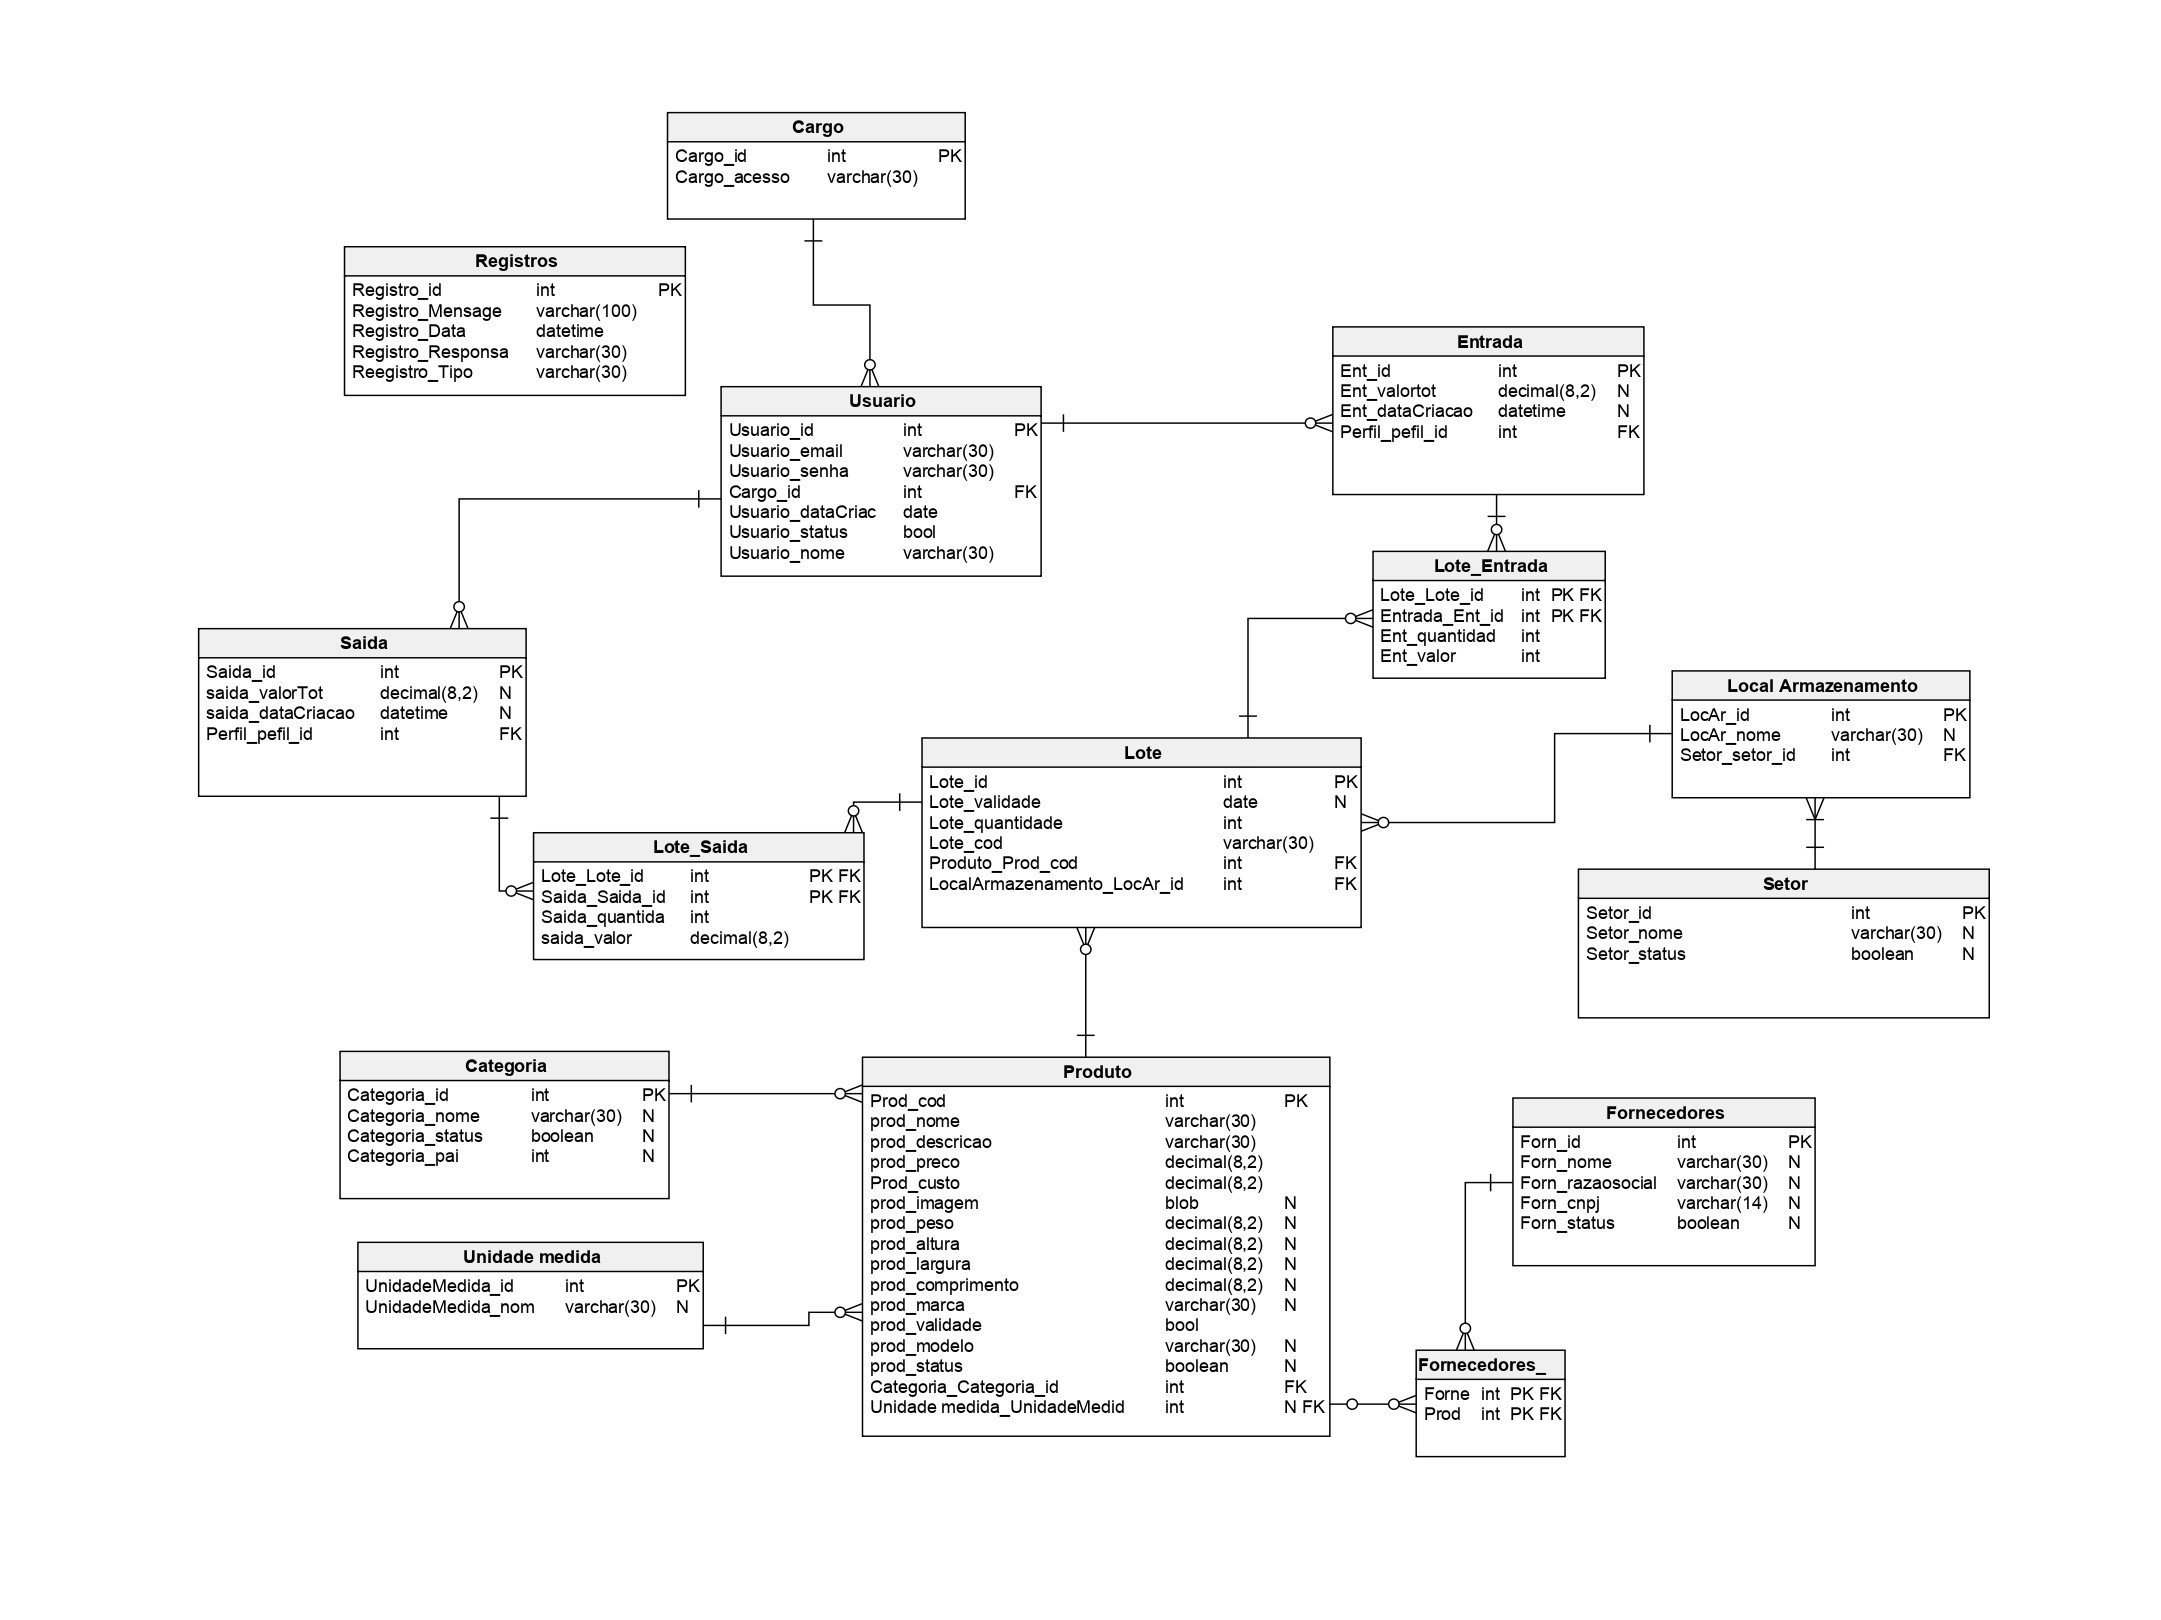 Cargo
Cargo_id int PK
Cargo_acesso varchar(30)
Registros
Registro_id int PK
Registro_Mensage varchar(100)
Registro_Data datetime
Registro_Responsa varchar(30)
Reegistro_Tipo varchar(30)
Usuario
Usuario_id int PK
Usuario_email varchar(30)
Usuario_senha varchar(30)
Cargo_id int FK
Usuario_dataCriac date
Usuario_status bool
Usuario_nome varchar(30)
Entrada
Ent_id int PK
Ent_valortot decimal(8,2) N
Ent_dataCriacao datetime N
Perfil_pefil_id int FK
Lote_Entrada
Lote_Lote_id int PK FK
Entrada_Ent_id int PK FK
Ent_quantidad int
Ent_valor int
Saida
Saida_id int PK
saida_valorTot decimal(8,2) N
saida_dataCriacao datetime N
Perfil_pefil_id int FK
Local Armazenamento
LocAr_id int PK
LocAr_nome varchar(30) N
Setor_setor_id int FK
Lote
Lote_id int PK
Lote_validade date N
Lote_quantidade int
Lote_cod varchar(30)
Produto_Prod_cod int FK
LocalArmazenamento_LocAr_id int FK
Lote_Saida
Lote_Lote_id int PK FK
Saida_Saida_id int PK FK
Saida_quantida int
saida_valor decimal(8,2)
Setor
Setor_id int PK
Setor_nome varchar(30) N
Setor_status boolean N
Categoria
Categoria_id int PK
Categoria_nome varchar(30) N
Categoria_status boolean N
Categoria_pai int N
Produto
Prod_cod int PK
prod_nome varchar(30)
prod_descricao varchar(30)
prod_preco decimal(8,2)
Prod_custo decimal(8,2)
prod_imagem blob N
prod_peso decimal(8,2) N
prod_altura decimal(8,2) N
prod_largura decimal(8,2) N
prod_comprimento decimal(8,2) N
prod_marca varchar(30) N
prod_validade bool
prod_modelo varchar(30) N
prod_status boolean N
Categoria_Categoria_id int FK
Unidade medida_UnidadeMedid int N FK
Fornecedores
Forn_id int PK
Forn_nome varchar(30) N
Forn_razaosocial varchar(30) N
Forn_cnpj varchar(14) N
Forn_status boolean N
Unidade medida
UnidadeMedida_id int PK
UnidadeMedida_nom varchar(30) N
Fornecedores_
Forne int PK FK
Prod int PK FK